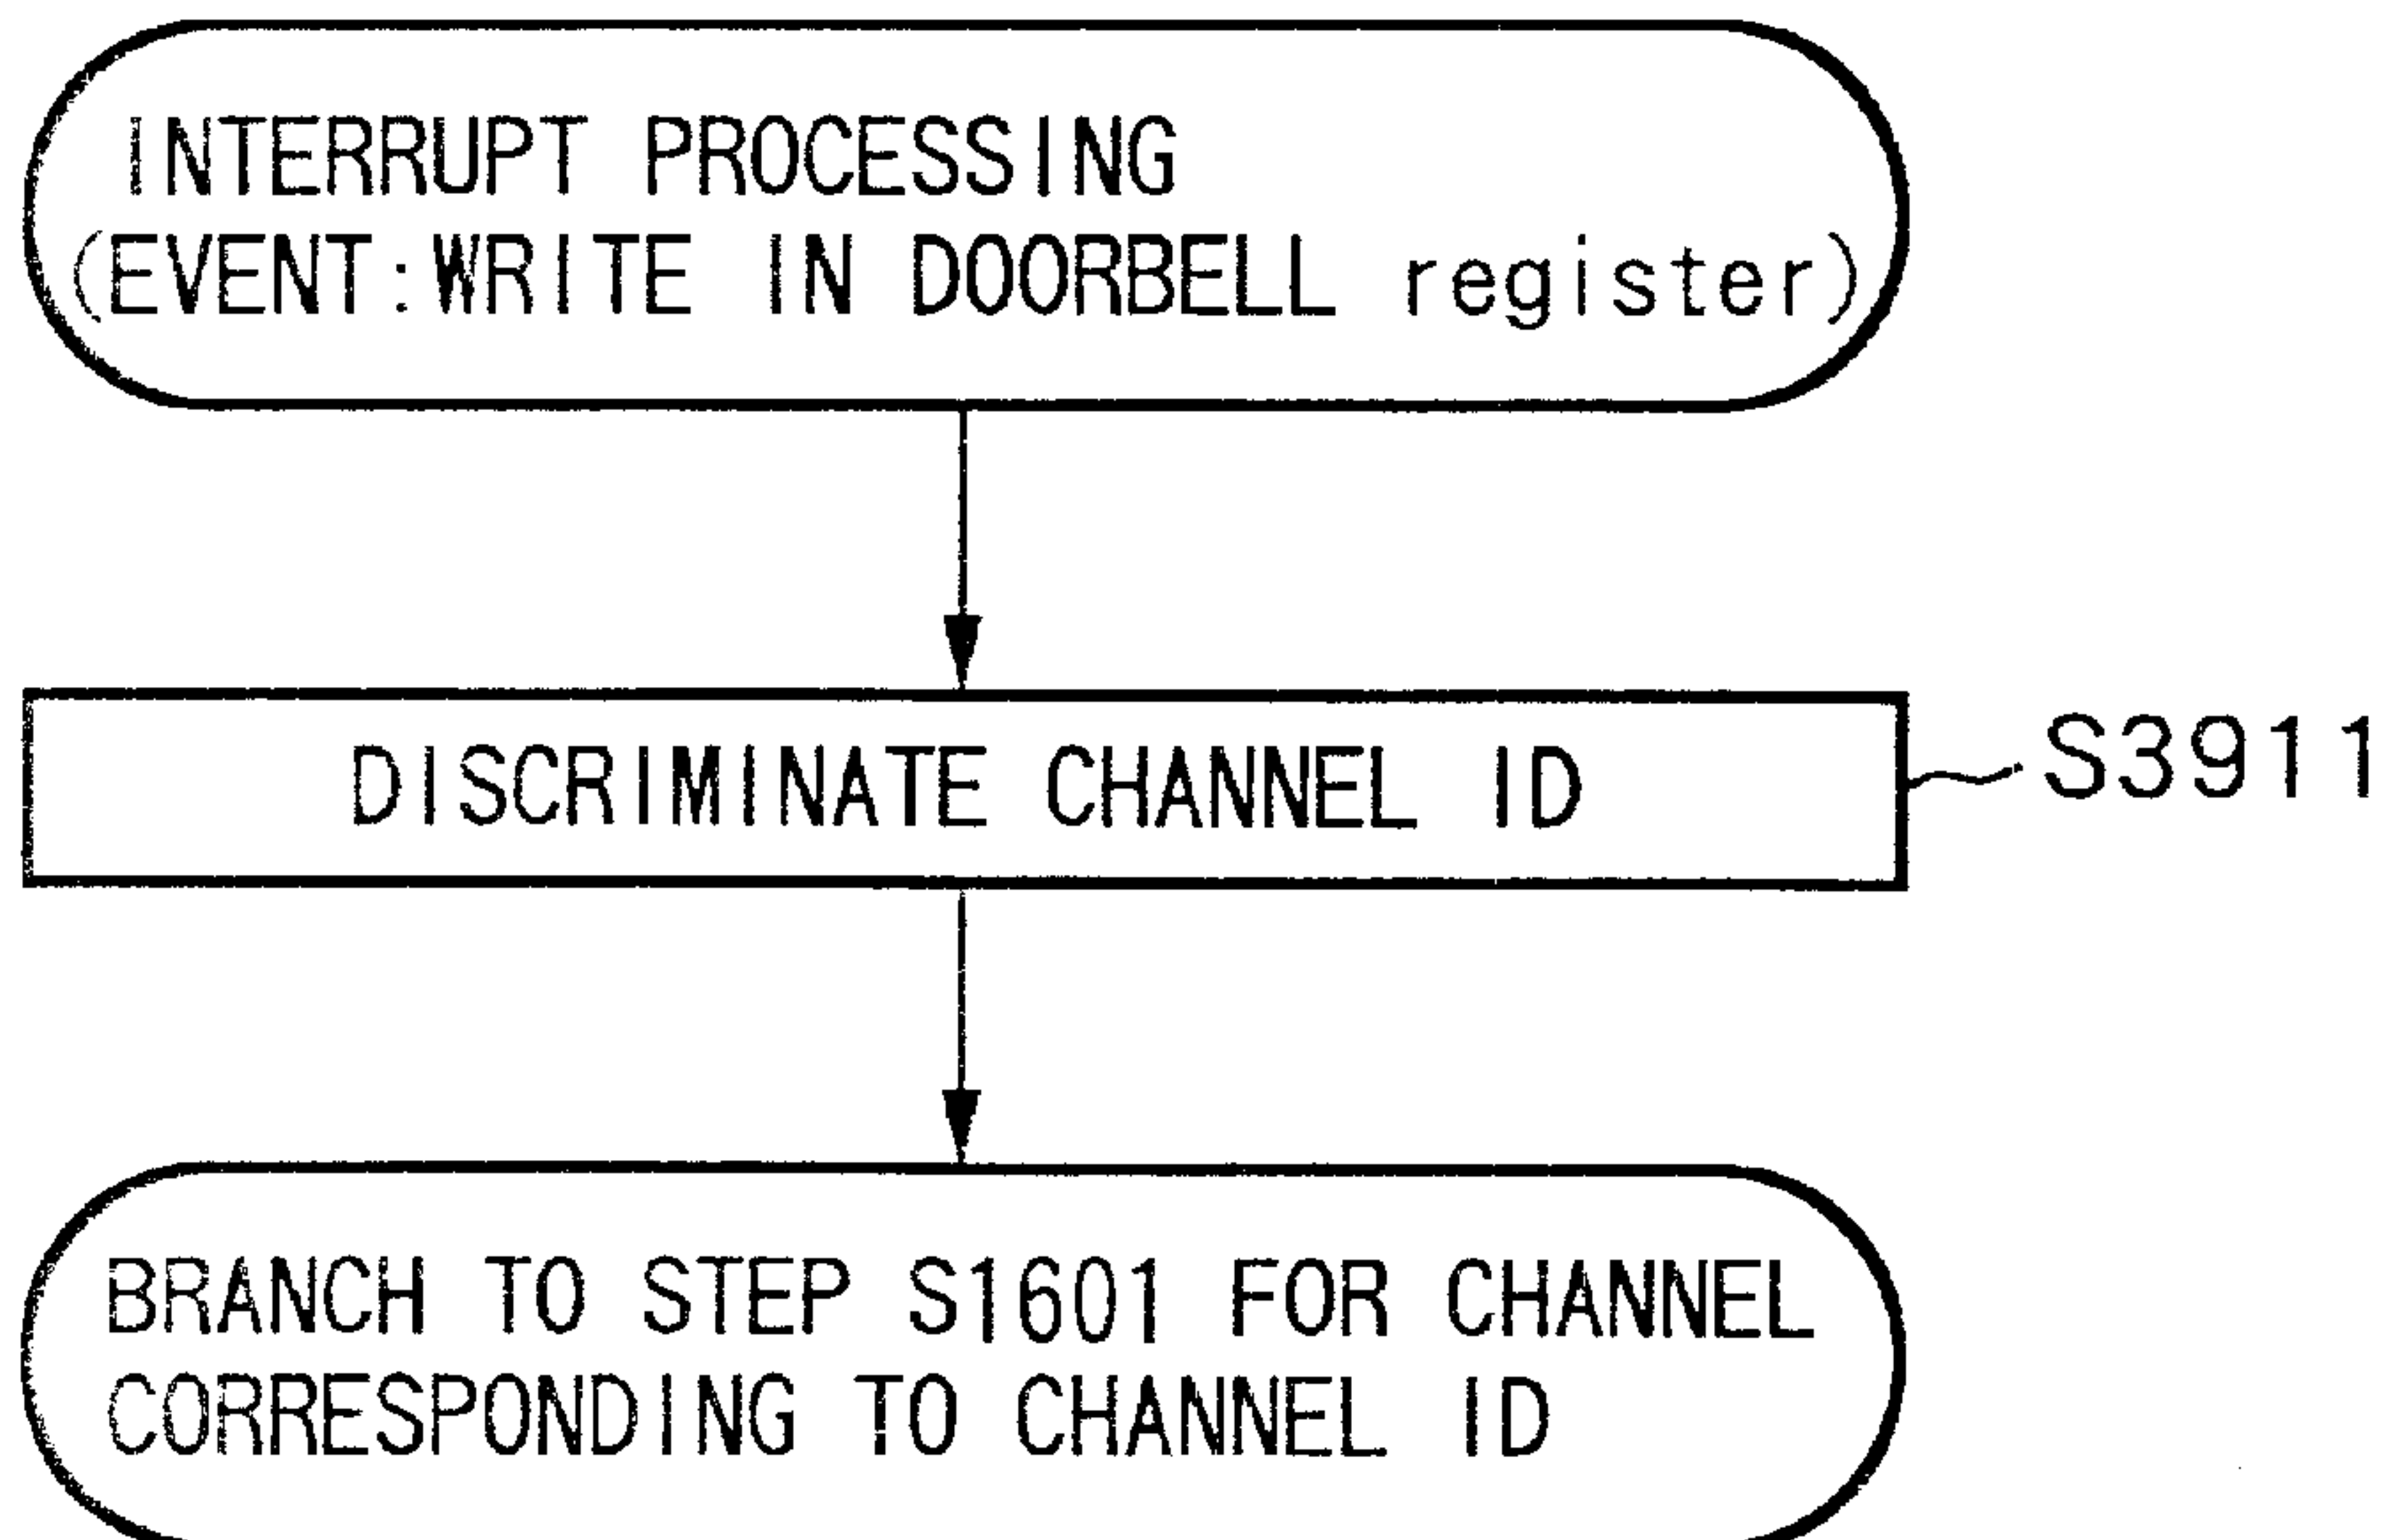 INTERRUPT PROCESSING
(EVENT:WRITE IN DOORBELL register)
DISCRIMINATE CHANNEL ID
S3911
BRANCH TO STEP S1601 FOR CHANNEL
CORRESPONDING TO CHANNEL ID